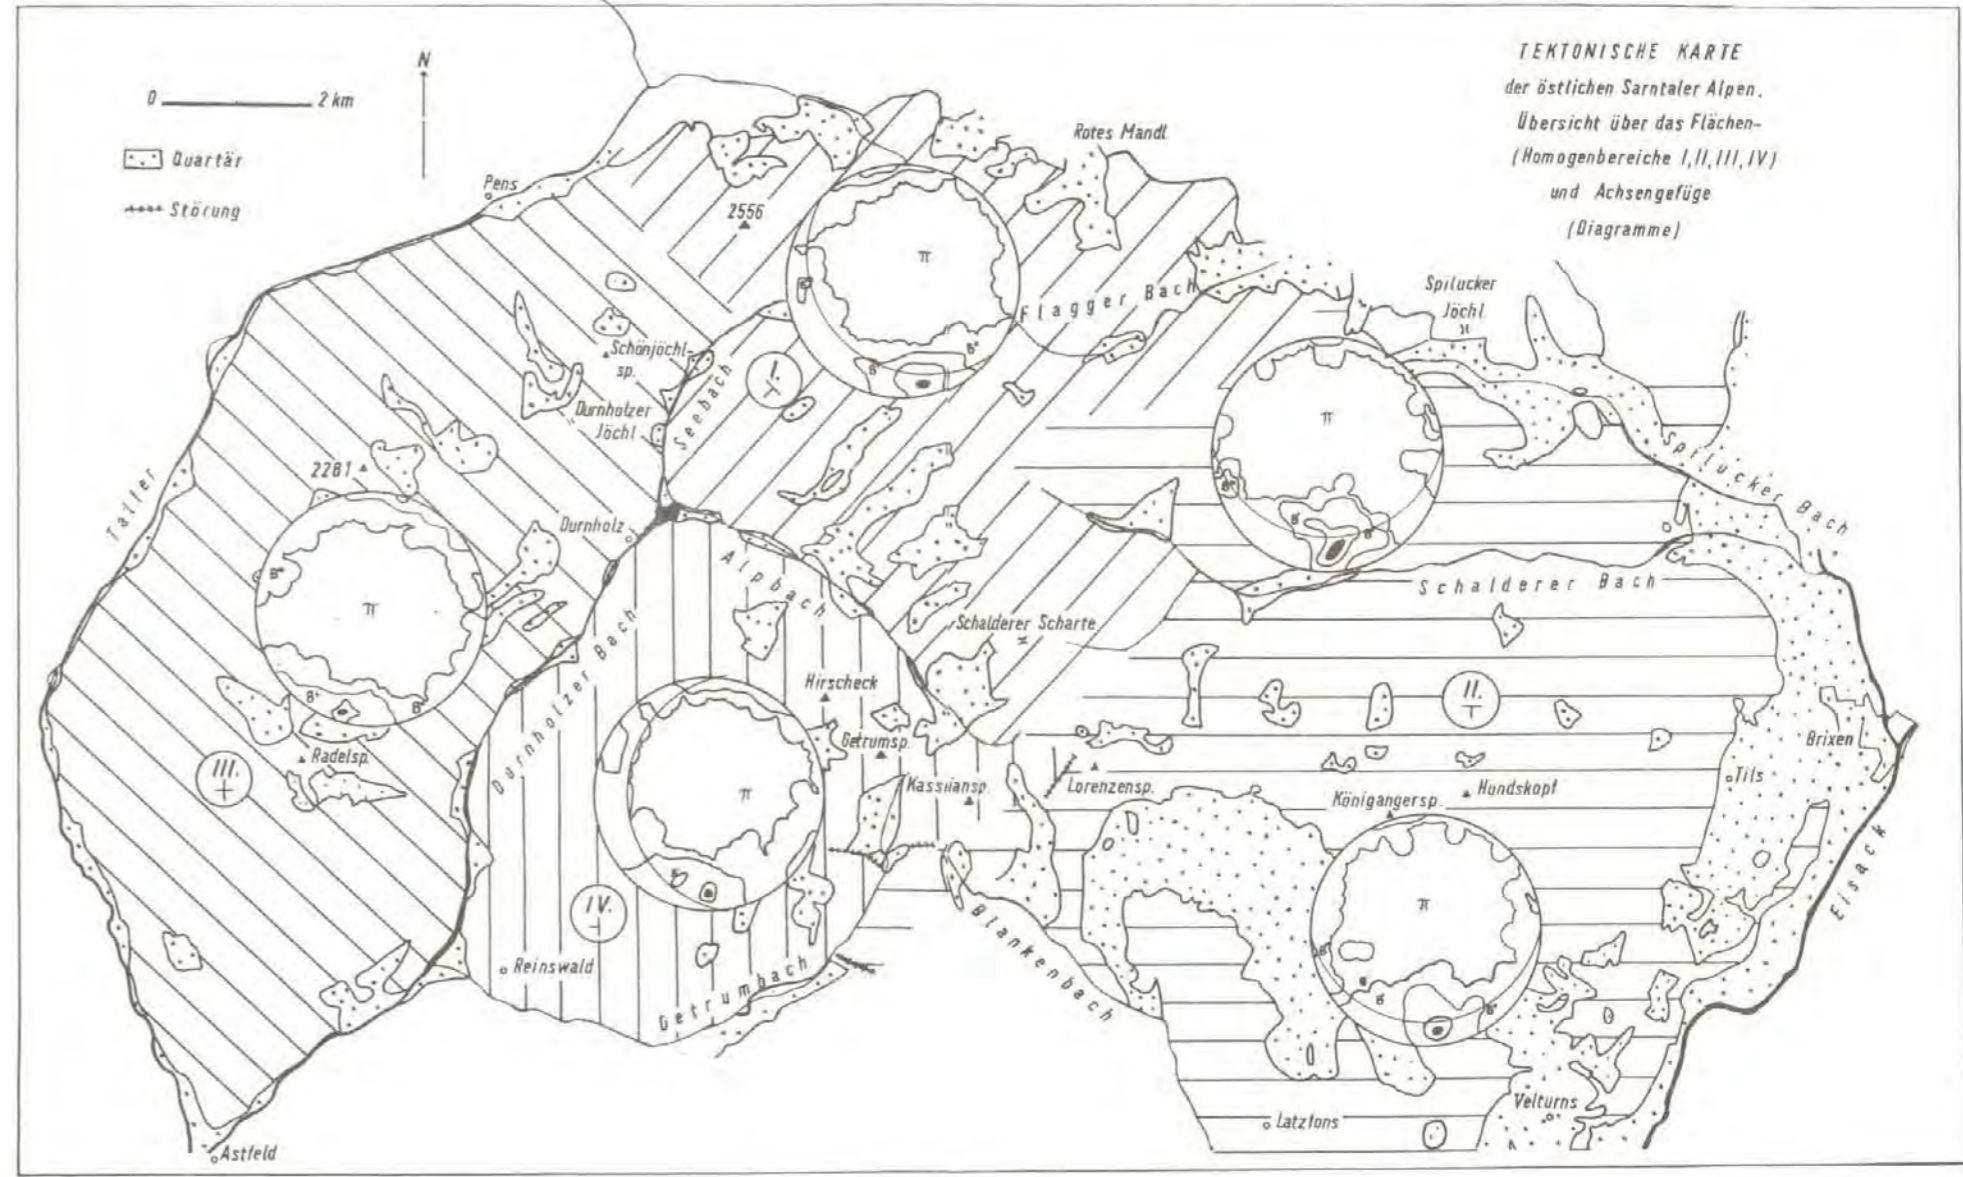 TEKTONISCHE KARTE
der östlichen Sarntaler Alpen.
Übersicht über das Flächen-
(Homogenbereiche I, II, III, IV)
und Achsengefüge
(Diagramme)
N
0 2 km
Quartär
Störung
Pens
2556
Rotes Mandl
π
Flagger Bach
B'
B''
Spilucker
Jöchl
Schönjöchl-
sp.
Durnholzer
Jöchl
Seebach
I.
π
B''
B'
B''
Spilucker Bach
2281
Talfer
Durnholz
Alpbach
Schalderer Bach
B''
π
B'
B''
Durnholzer Bach
Schalderer Scharte
Hirscheck
Getrumsp.
II.
Brixen
Radelsp.
III.
π
Kassiansp.
Lorenzensp.
Königangersp.
Hundskopf
Tils
Eisack
B'
IV.
Reinswald
Getrumbach
Blankenbach
π
B''
B'
B'
B''
Velturns
Latzfons
Astfeld